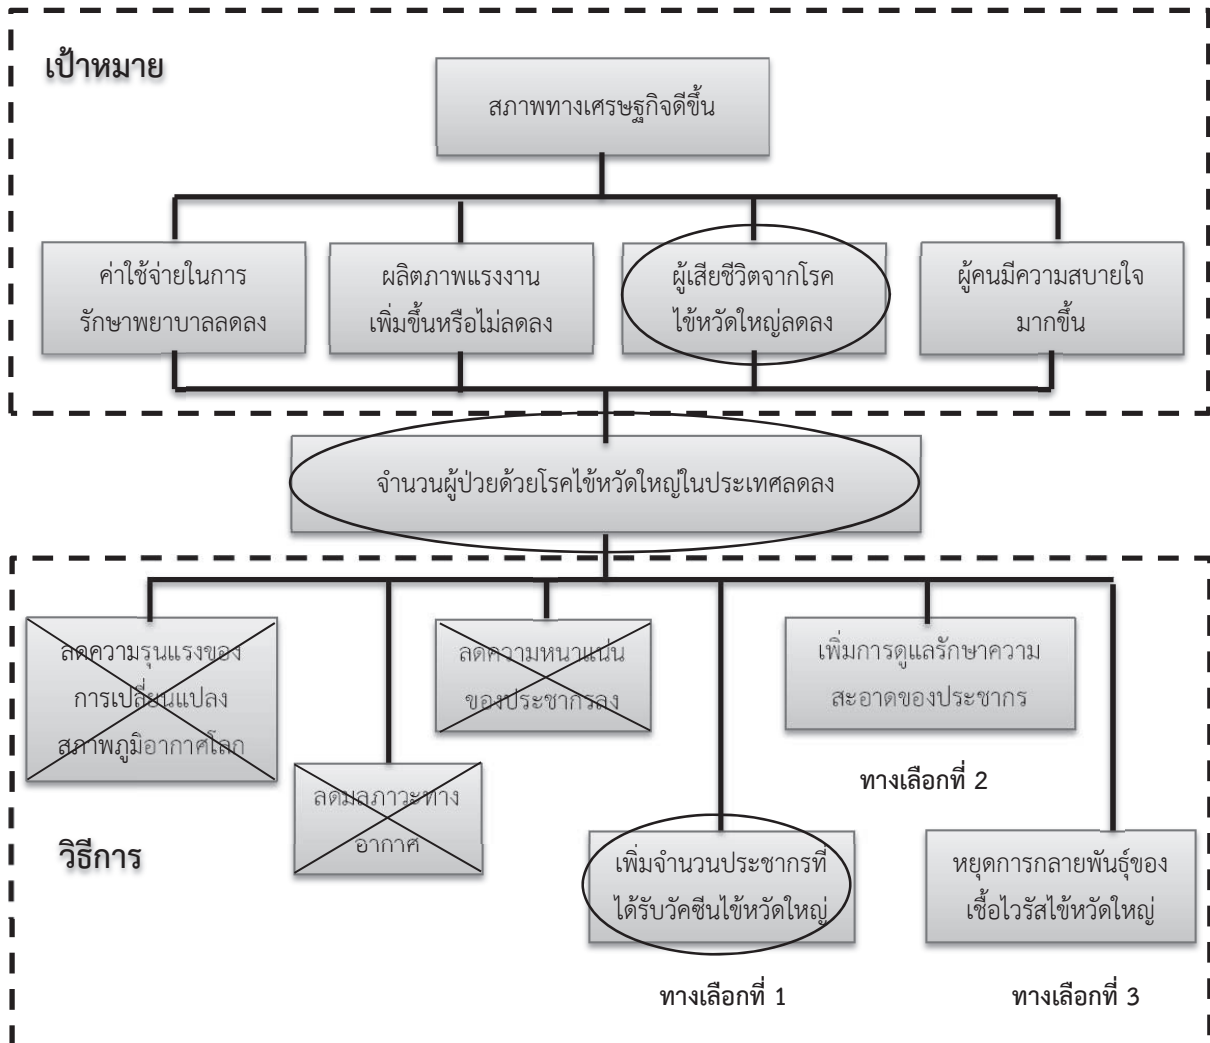 เป้าหมาย
สภาพทางเศรษฐกิจดีขึ้น
ค่าใช้จ่ายในการ
รักษาพยาบาลลดลง
ผลิตภาพแรงงาน
เพิ่มขึ้นหรือไม่ลดลง
ผู้เสียชีวิตจากโรค
ไข้หวัดใหญ่ลดลง
ผู้คนมีความสบายใจ
มากขึ้น
จำนวนผู้ป่วยด้วยโรคไข้หวัดใหญ่ในประเทศลดลง
ลดความรุนแรงของ
การเปลี่ยนแปลง
สภาพภูมิอากาศโลก
ลดมลภาวะทาง
อากาศ
ลดความหนาแน่น
ของประชากรลง
เพิ่มการดูแลรักษาความ
สะอาดของประชากร
ทางเลือกที่ 2
วิธีการ
เพิ่มจำนวนประชากรที่
ได้รับวัคซีนไข้หวัดใหญ่
ทางเลือกที่ 1
หยุดการกลายพันธุ์ของ
เชื้อไวรัสไข้หวัดใหญ่
ทางเลือกที่ 3